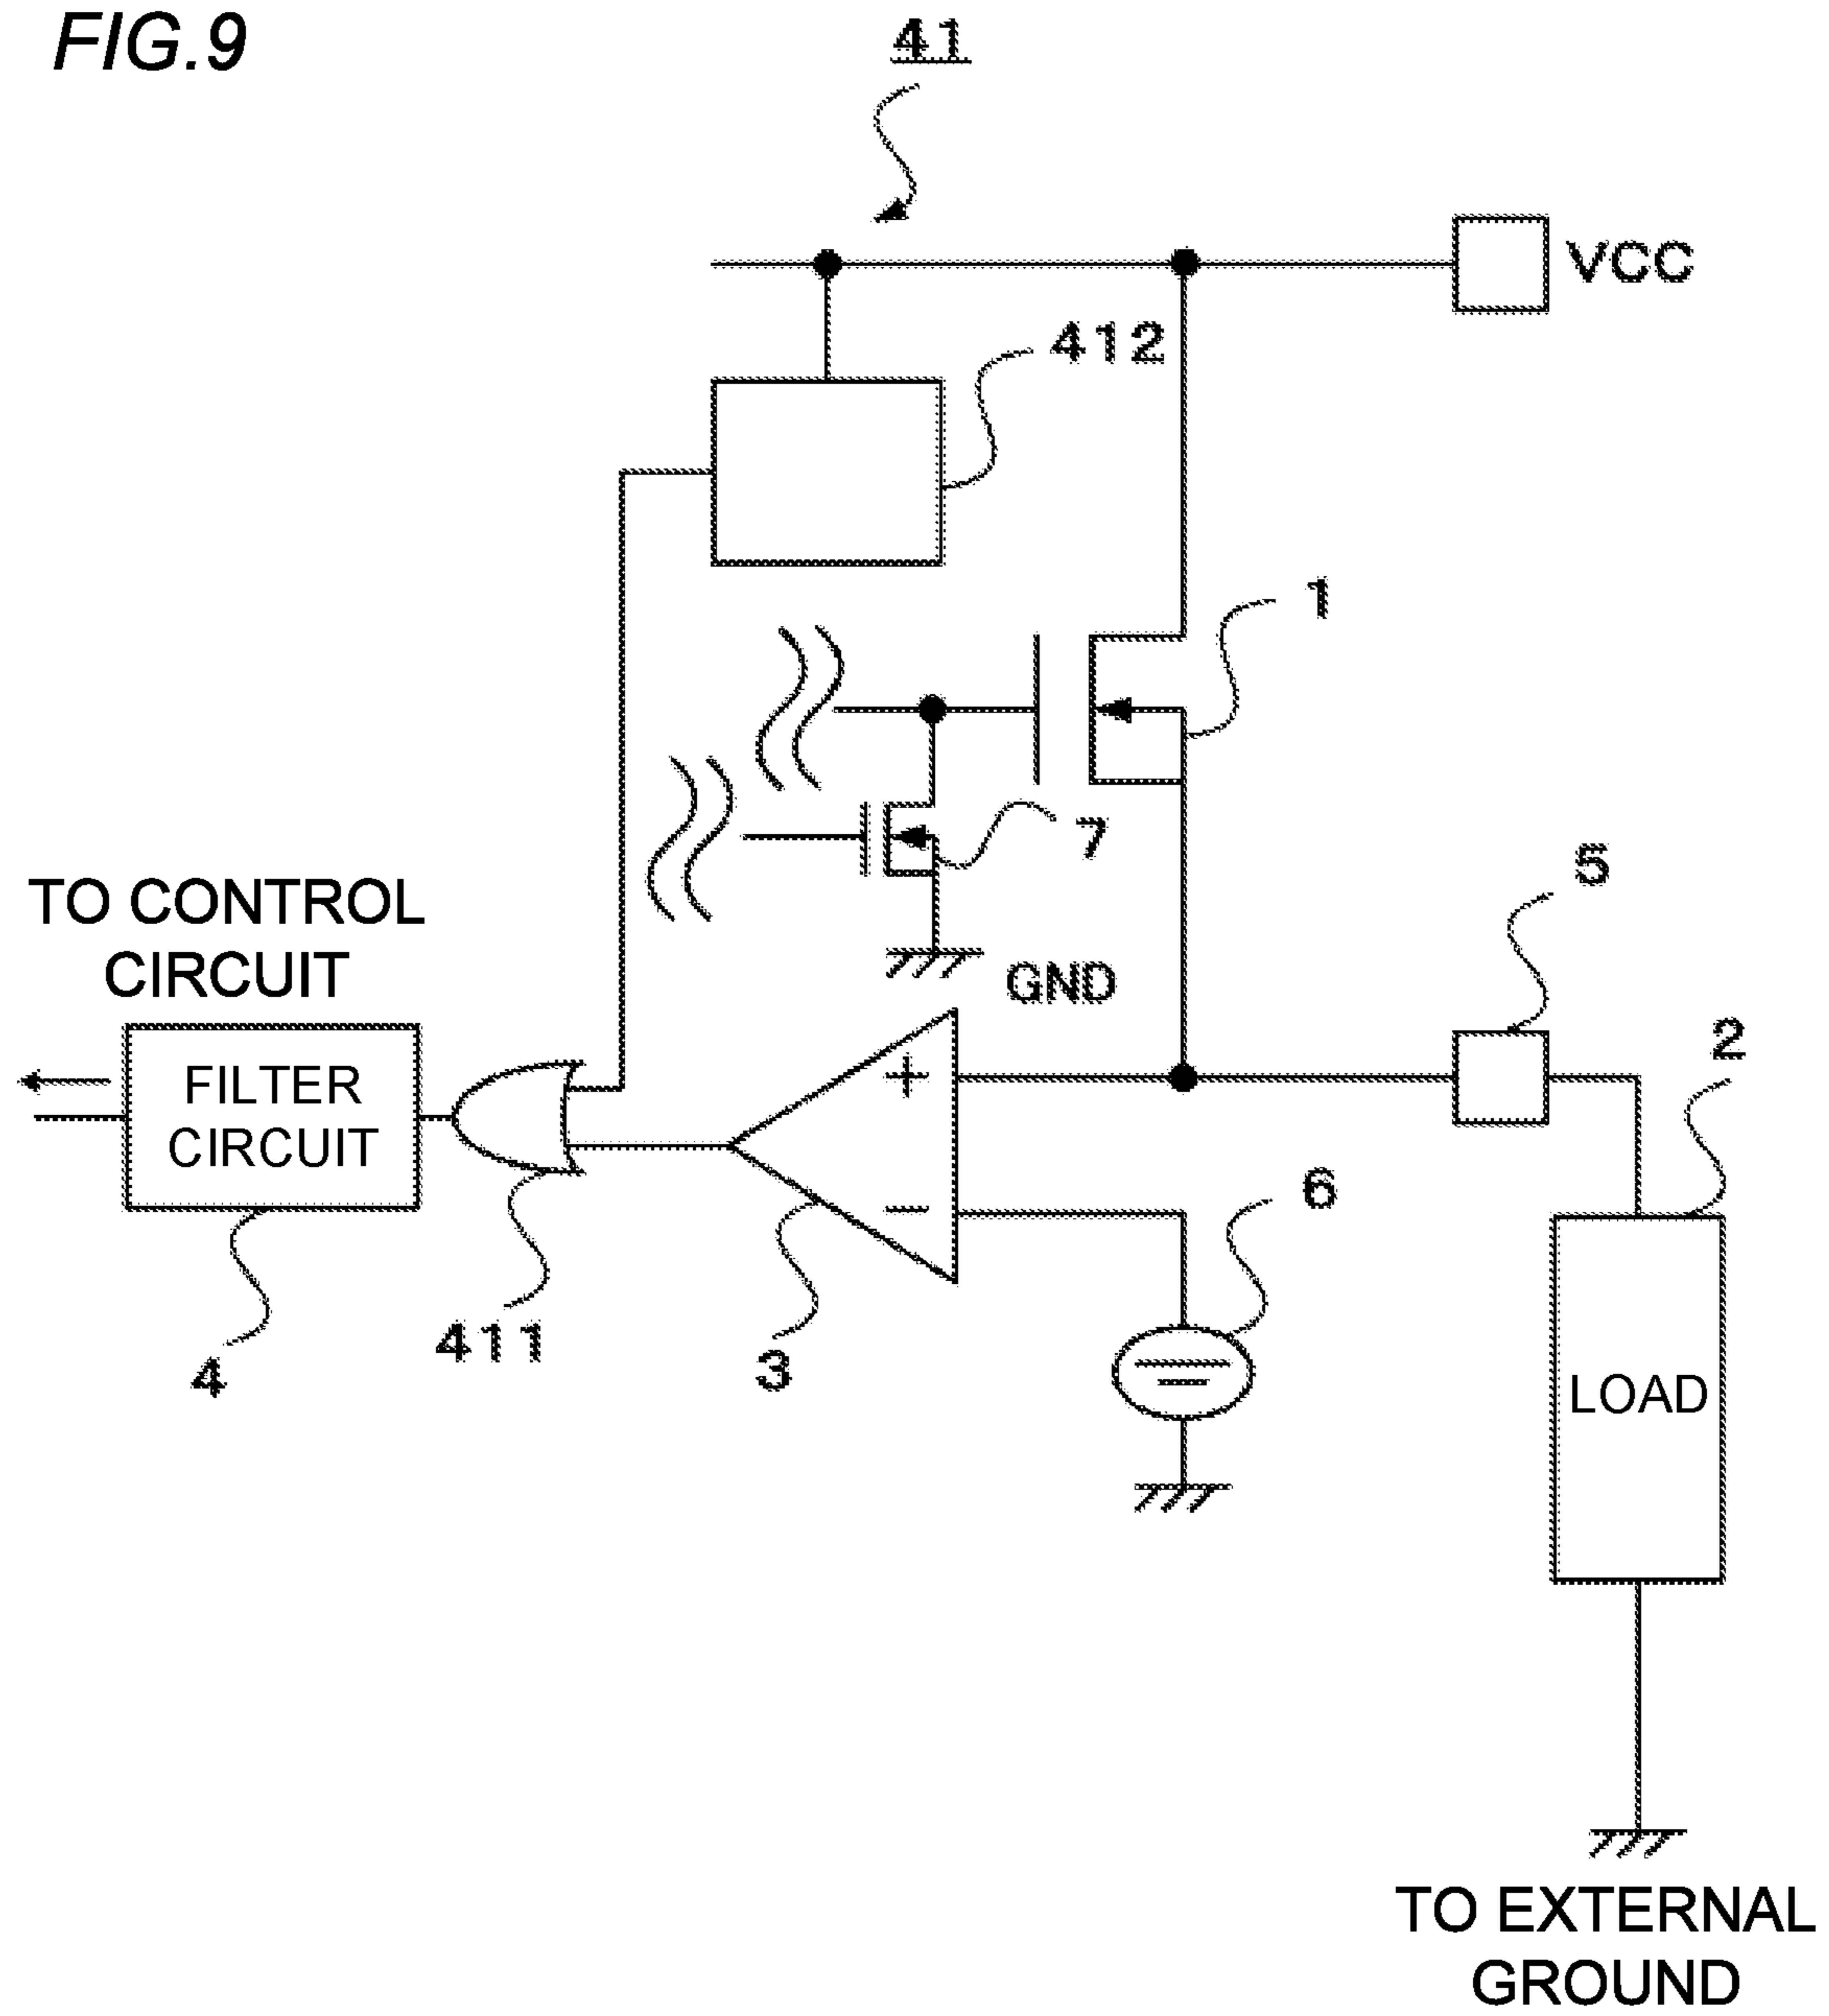 FIG.9
41
VCC
412
1
7
5
TO CONTROL
CIRCUIT
GND
2
+
FILTER
CIRCUIT
−
6
411
3
4
LOAD
TO EXTERNAL
GROUND